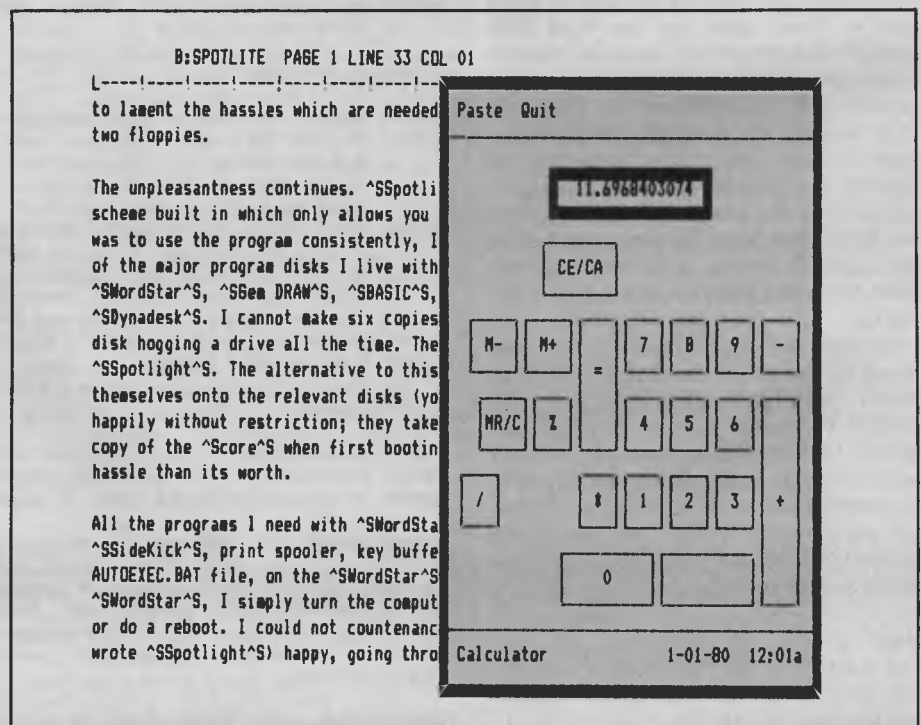 B:SPOTLITE PAGE 1 LINE 33 COL 01
L----!----!----!----!----!----!----!---
to lament the hassles which are needed
two floppies.
The unpleasantness continues. ^SSpotli
scheme built in which only allows you
was to use the program consistently, I
of the major program disks I live with
^SWordStar^S, ^SGem DRAW^S, ^SBASIC^S,
^SDynadesk^S. I cannot make six copies
disk hogging a drive all the time. The
^SSpotlight^S. The alternative to this
themselves onto the relevant disks (yo
happily without restriction; they take
copy of the ^Score^S when first bootin
hassle than its worth.
All the programs I need with ^SWordSta
^SSideKick^S, print spooler, key buffe
AUTOEXEC.BAT file, on the ^SWordStar^S
^SWordStar^S, I simply turn the comput
or do a reboot. I could not countenanc
wrote ^SSpotlight^S) happy, going thro
Paste Quit
11.6968403074
CE/CA
M- M+ = 7 8 9 -
MR/C % 4 5 6
/ * 1 2 3 +
0
Calculator 1-01-80 12:01a